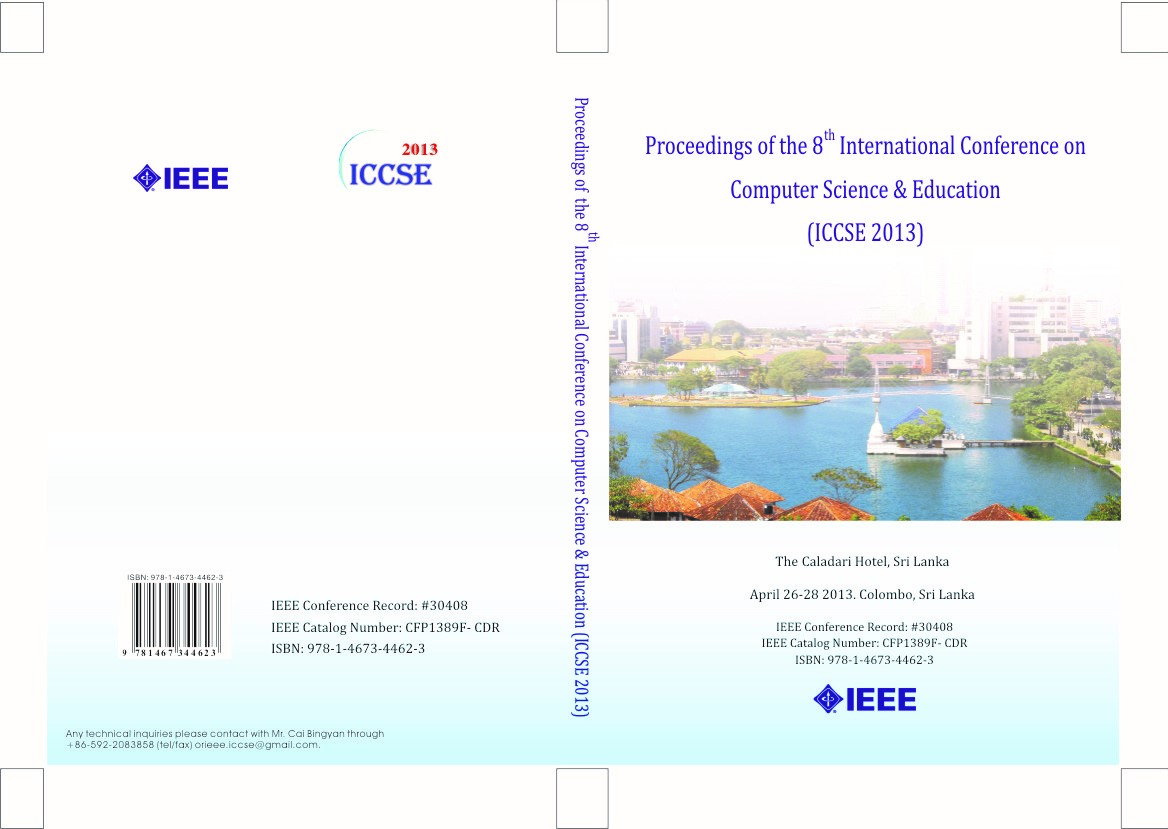 IEEE
2013
ICCSE
ISBN: 978-1-4673-4462-3
9 781467 344623
IEEE Conference Record: #30408
IEEE Catalog Number: CFP1389F- CDR
ISBN: 978-1-4673-4462-3
Any technical inquiries please contact with Mr. Cai Bingyan through
+86-592-2083858 (tel/fax) orieee.iccse@gmail.com.
Proceedings of the 8th International Conference on Computer Science & Education (ICCSE 2013)
Proceedings of the 8th International Conference on
Computer Science & Education
(ICCSE 2013)
The Caladari Hotel, Sri Lanka
April 26-28 2013. Colombo, Sri Lanka
IEEE Conference Record: #30408
IEEE Catalog Number: CFP1389F- CDR
ISBN: 978-1-4673-4462-3
IEEE